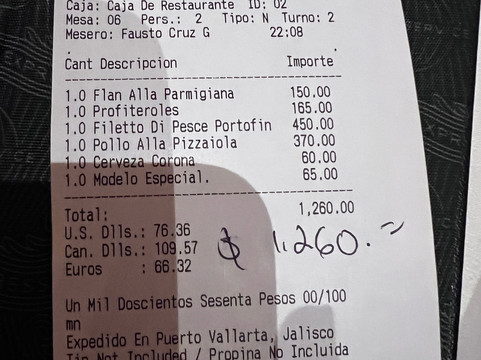 Caja: Caja De Restaurante ID: 02
Mesa: 06 Pers.: 2 Tipo: N Turno: 2
Mesero: Fausto Cruz G 22:08
Cant Descripcion Importe
1.0 Flan Alla Parmigiana 150.00
1.0 Profiteroles 165.00
1.0 Filetto Di Pesce Portofin 450.00
1.0 Pollo Alla Pizzaiola 370.00
1.0 Cerveza Corona 60.00
1.0 Modelo Especial. 65.00
Total: 1,260.00
U.S. Dlls.: 76.36
Can. Dlls.: 109.57
Euros : 66.32
$ 1,260.=
Un Mil Doscientos Sesenta Pesos 00/100
mn
Expedido En Puerto Vallarta, Jalisco
Tip Not Included / Propina No Incluida